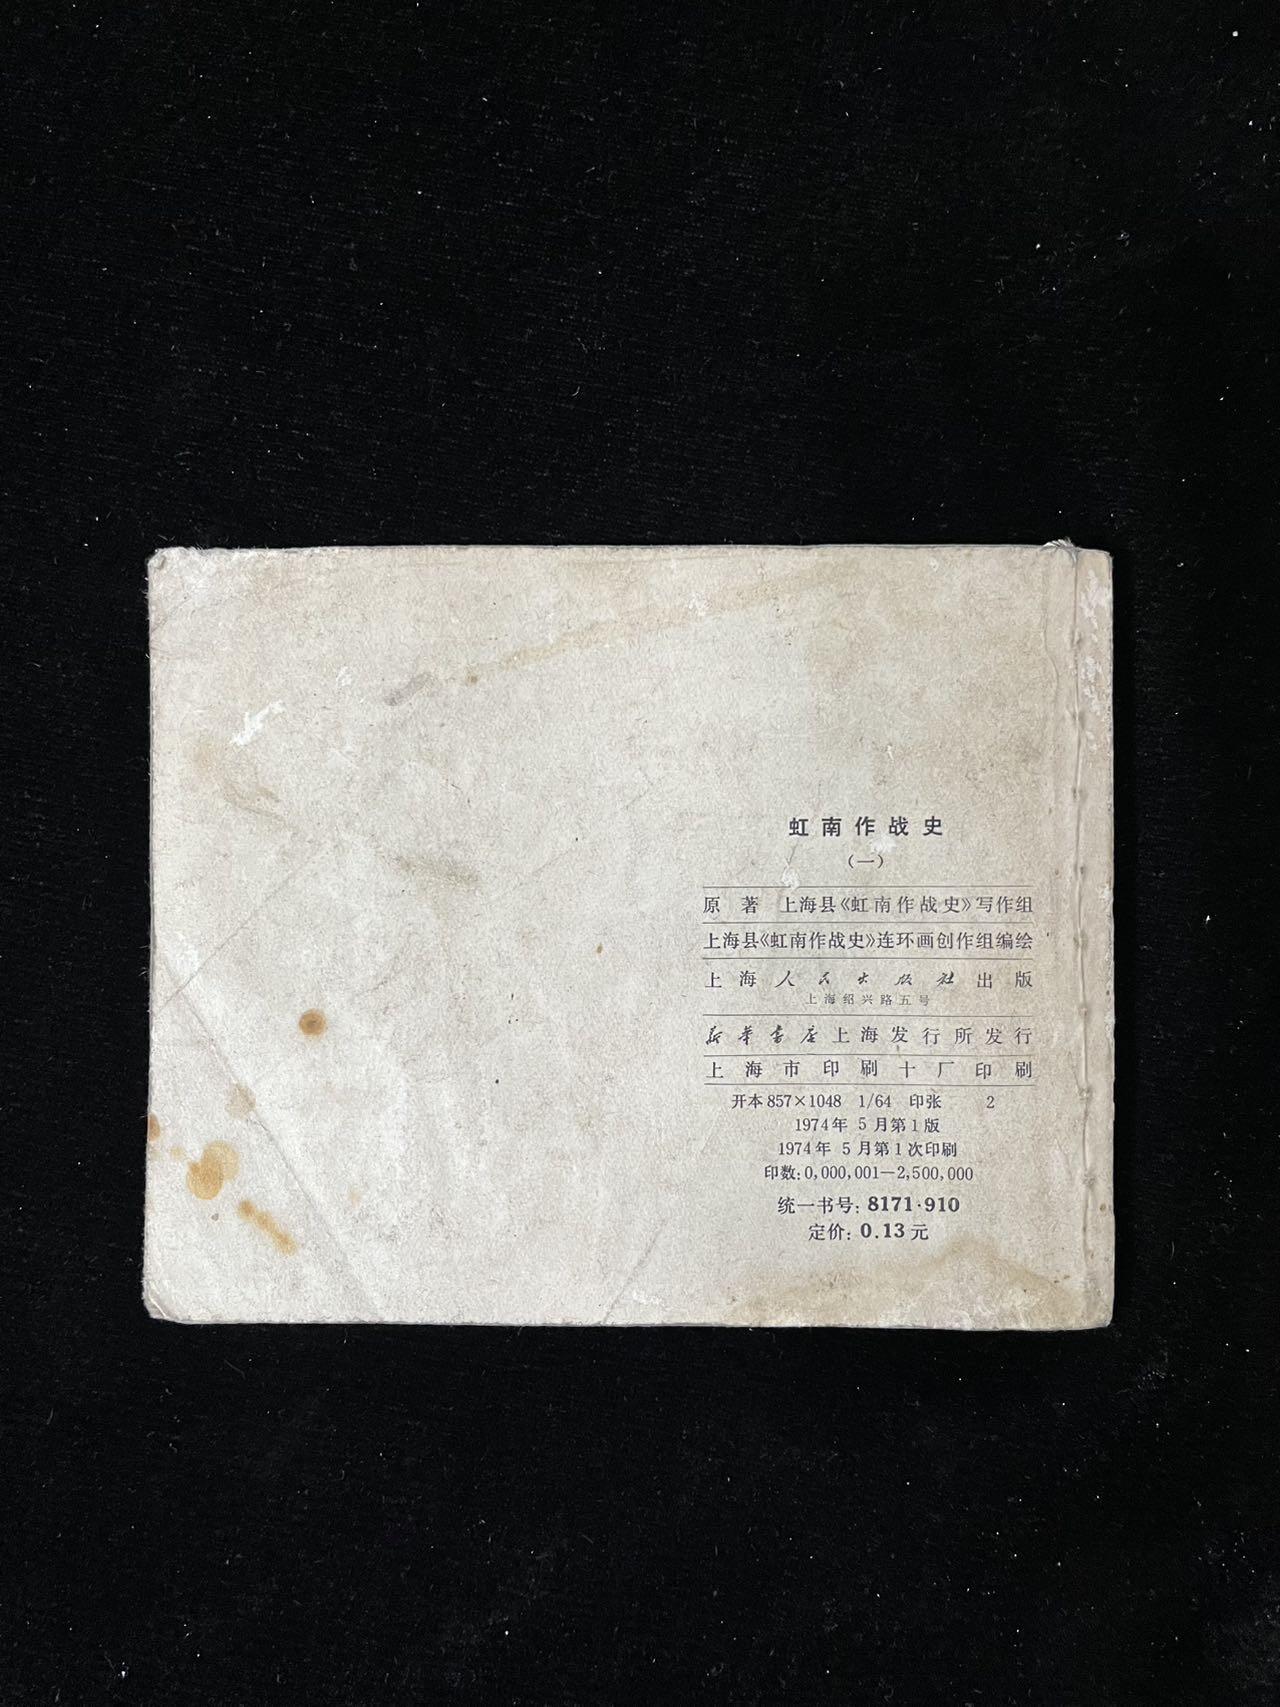 虹南作战史
（一）
原著 上海县《虹南作战史》写作组
上海县《虹南作战史》连环画创作组编绘
上海人民出版社出版
上海绍兴路五号
新华书店上海发行所发行
上海市印刷十厂印刷
开本 857×1048 1/64 印张 2
1974年 5月第1版
1974年 5月第1次印刷
印数：0,000,001—2,500,000
统一书号：8171·910
定价：0.13元